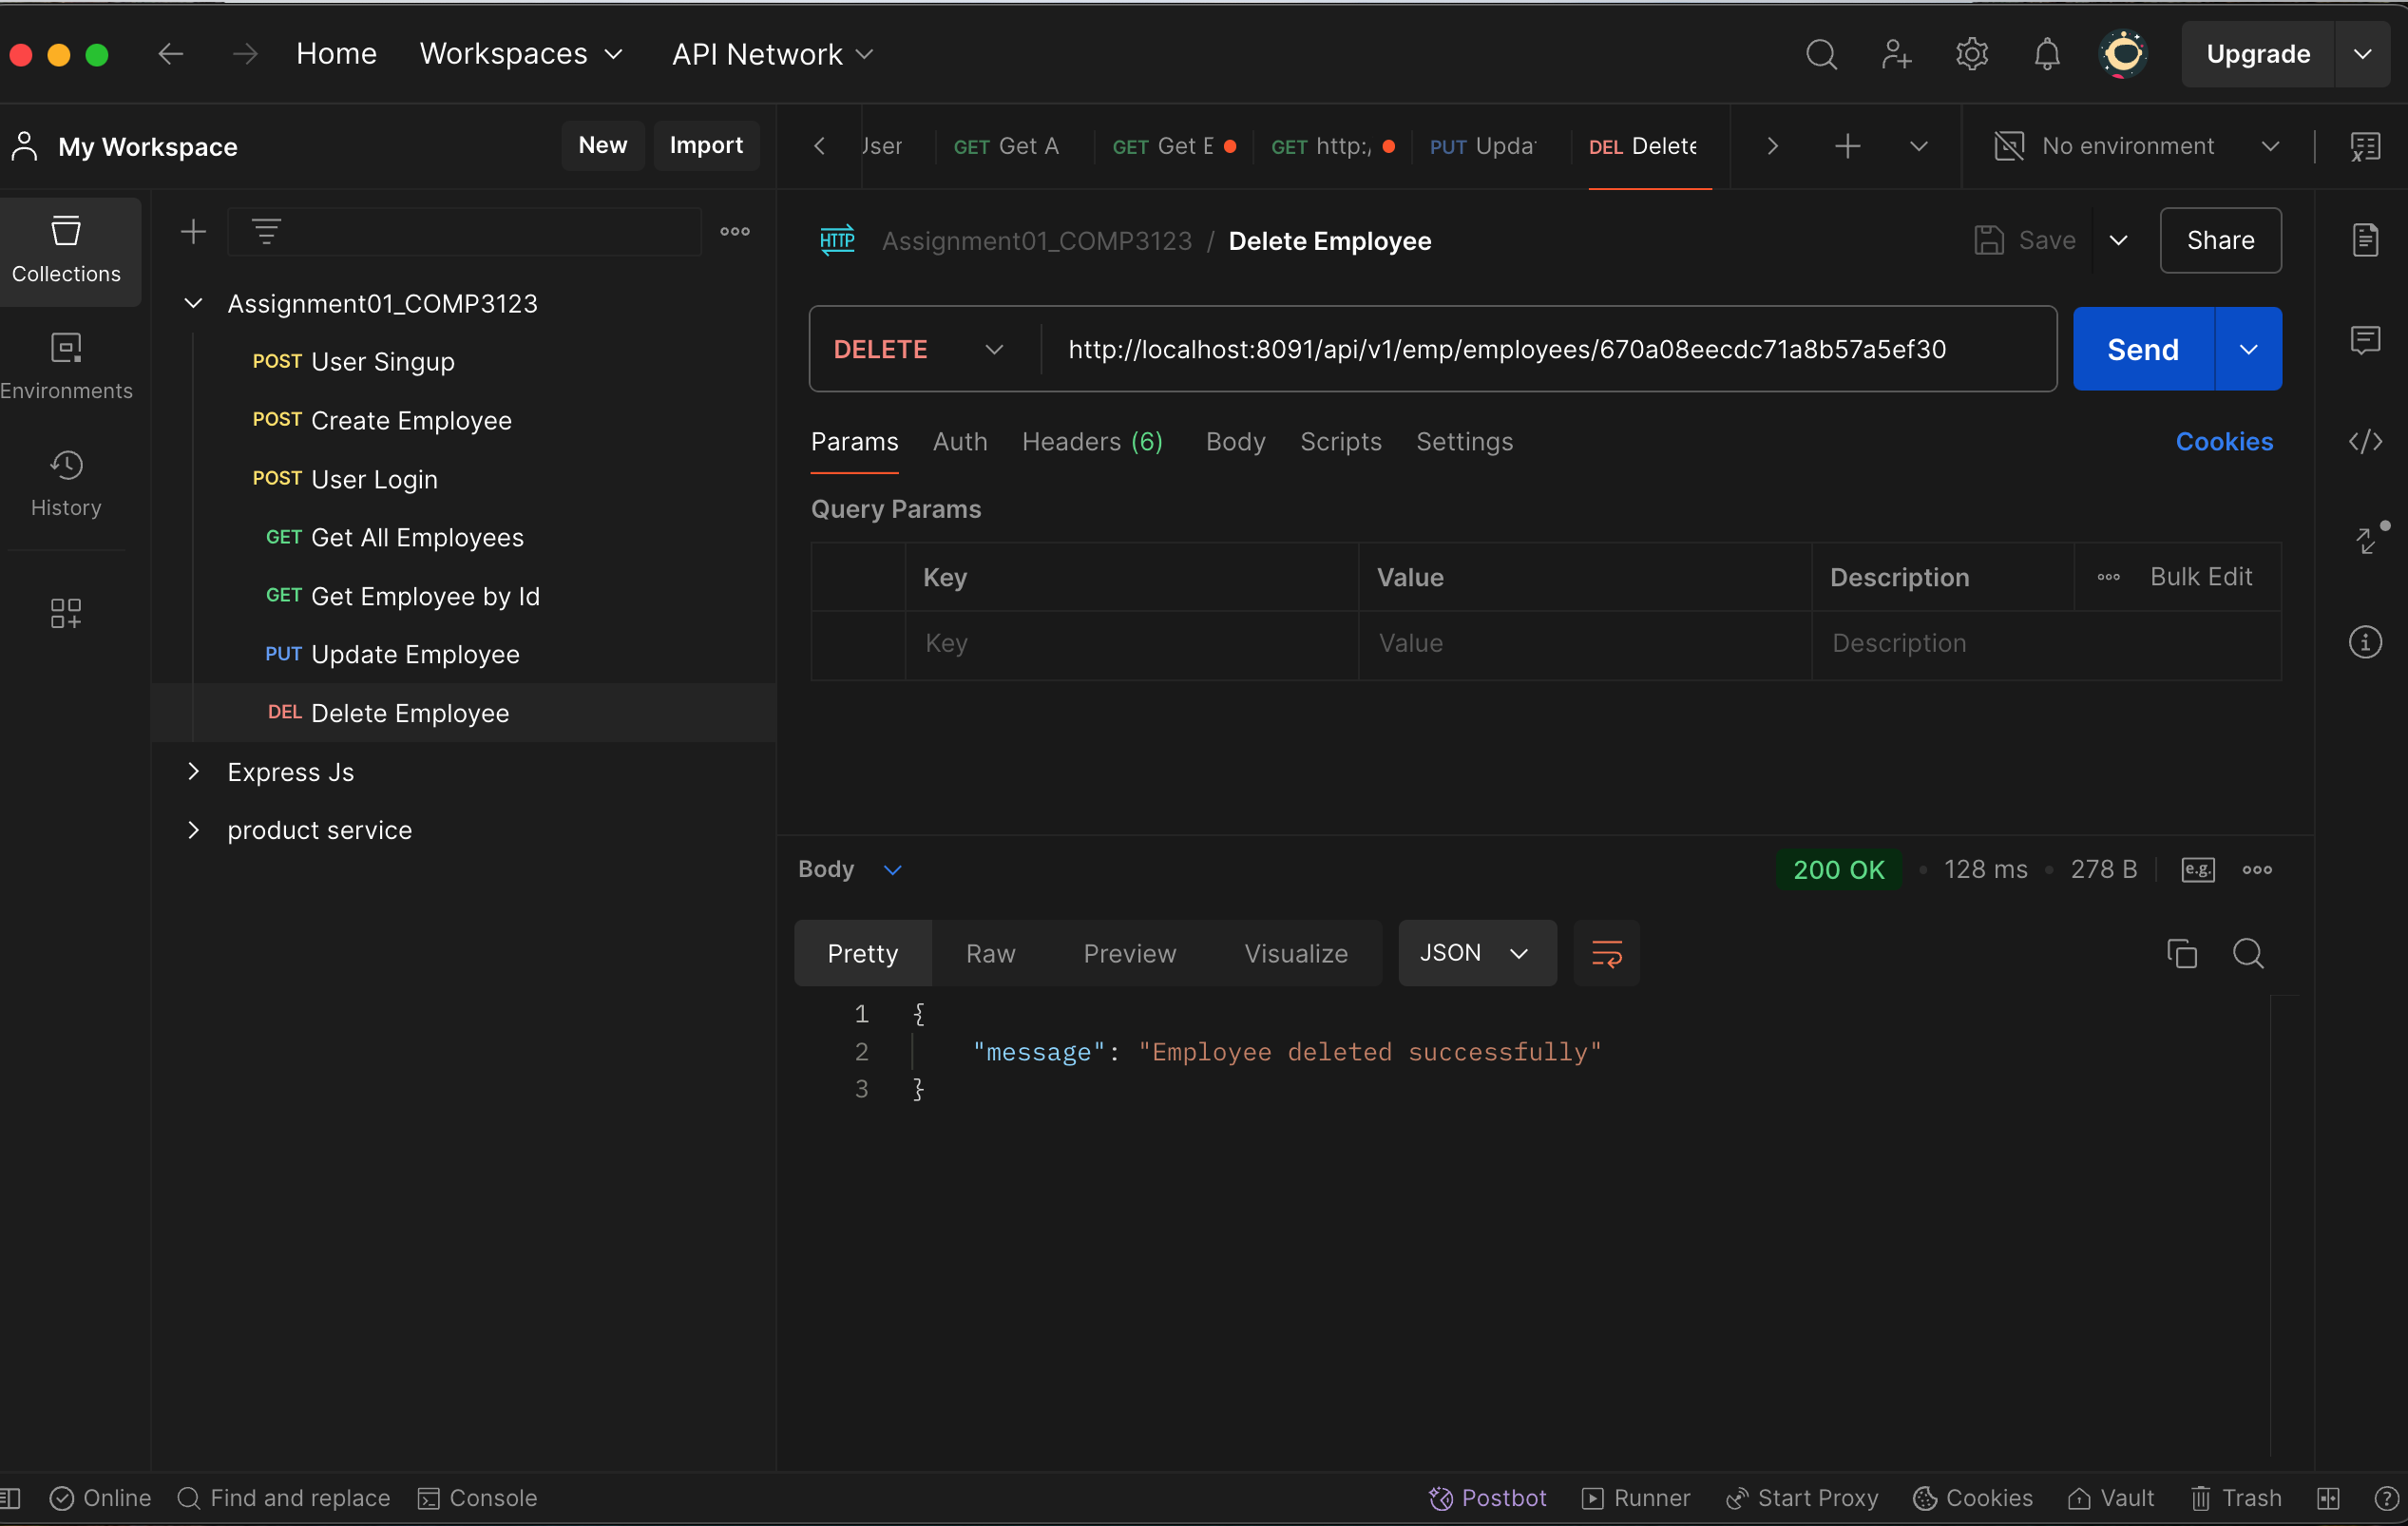 Home Workspaces API Network Upgrade
My Workspace New Import
User GET Get A GET Get E GET http:/ PUT Upda DEL Delete No environment
Collections
Environments
History
Assignment01_COMP3123
POST User Singup
POST Create Employee
POST User Login
GET Get All Employees
GET Get Employee by Id
PUT Update Employee
DEL Delete Employee
Express Js
product service
HTTP Assignment01_COMP3123 / Delete Employee Save Share
DELETE http://localhost:8091/api/v1/emp/employees/670a08eecdc71a8b57a5ef30 Send
Params Auth Headers (6) Body Scripts Settings Cookies
Query Params
Key Value Description Bulk Edit
Key Value Description
Body 200 OK 128 ms 278 B e.g.
Pretty Raw Preview Visualize JSON
1 {
2 "message": "Employee deleted successfully"
3 }
Online Find and replace Console Postbot Runner Start Proxy Cookies Vault Trash